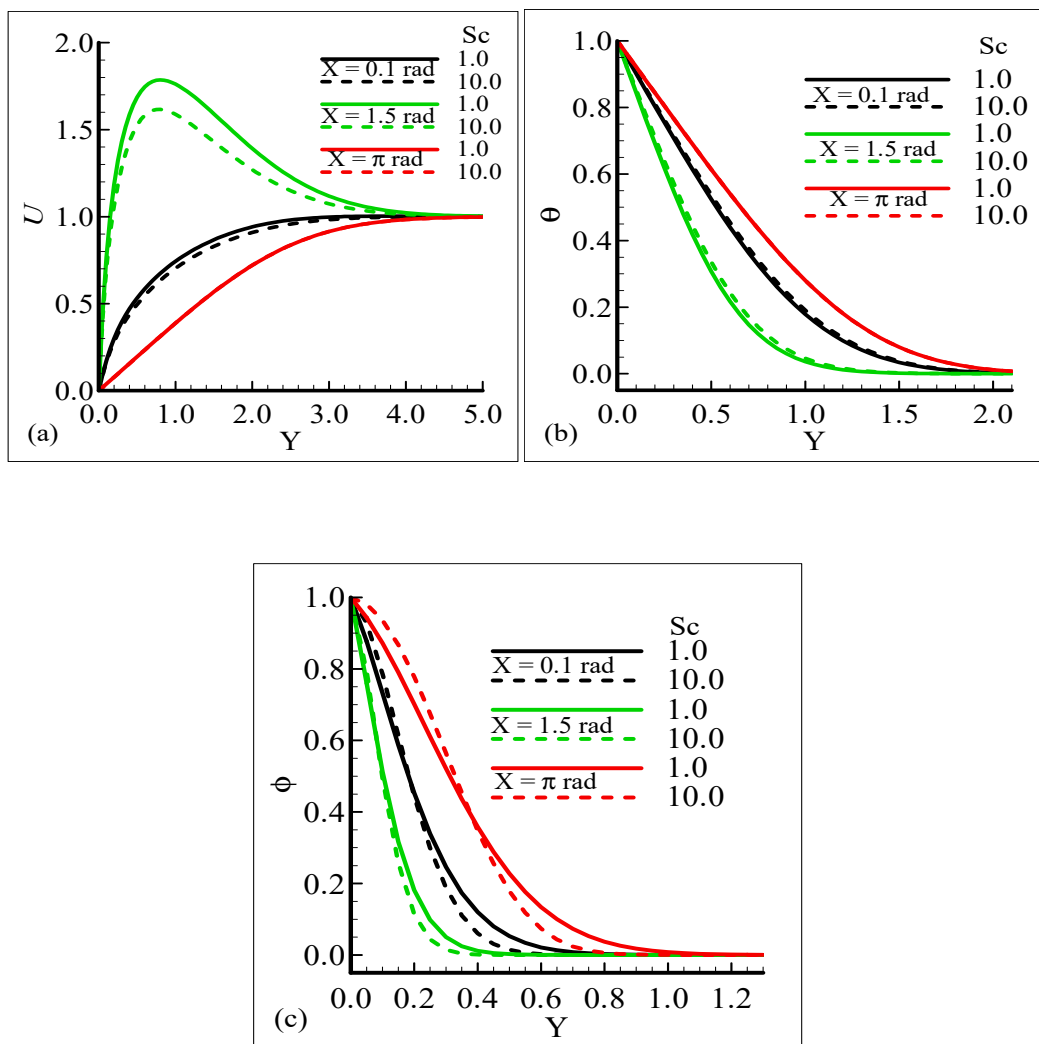 Sc
2.0
1.0
X = 0.1 rad
10.0
1.5
1.0
X = 1.5 rad
10.0
1.0
X = π rad
10.0
U
1.0
0.5
0.0
0.0 1.0 2.0 3.0 4.0 5.0
(a) Y
Sc
1.0
1.0
X = 0.1 rad
10.0
0.8
1.0
X = 1.5 rad
10.0
0.6
1.0
X = π rad
10.0
θ
0.4
0.2
0.0
0.0 0.5 1.0 1.5 2.0
(b) Y
1.0
Sc
1.0
X = 0.1 rad
10.0
0.8
1.0
X = 1.5 rad
10.0
0.6
1.0
X = π rad
10.0
ϕ
0.4
0.2
0.0
0.0 0.2 0.4 0.6 0.8 1.0 1.2
(c) Y